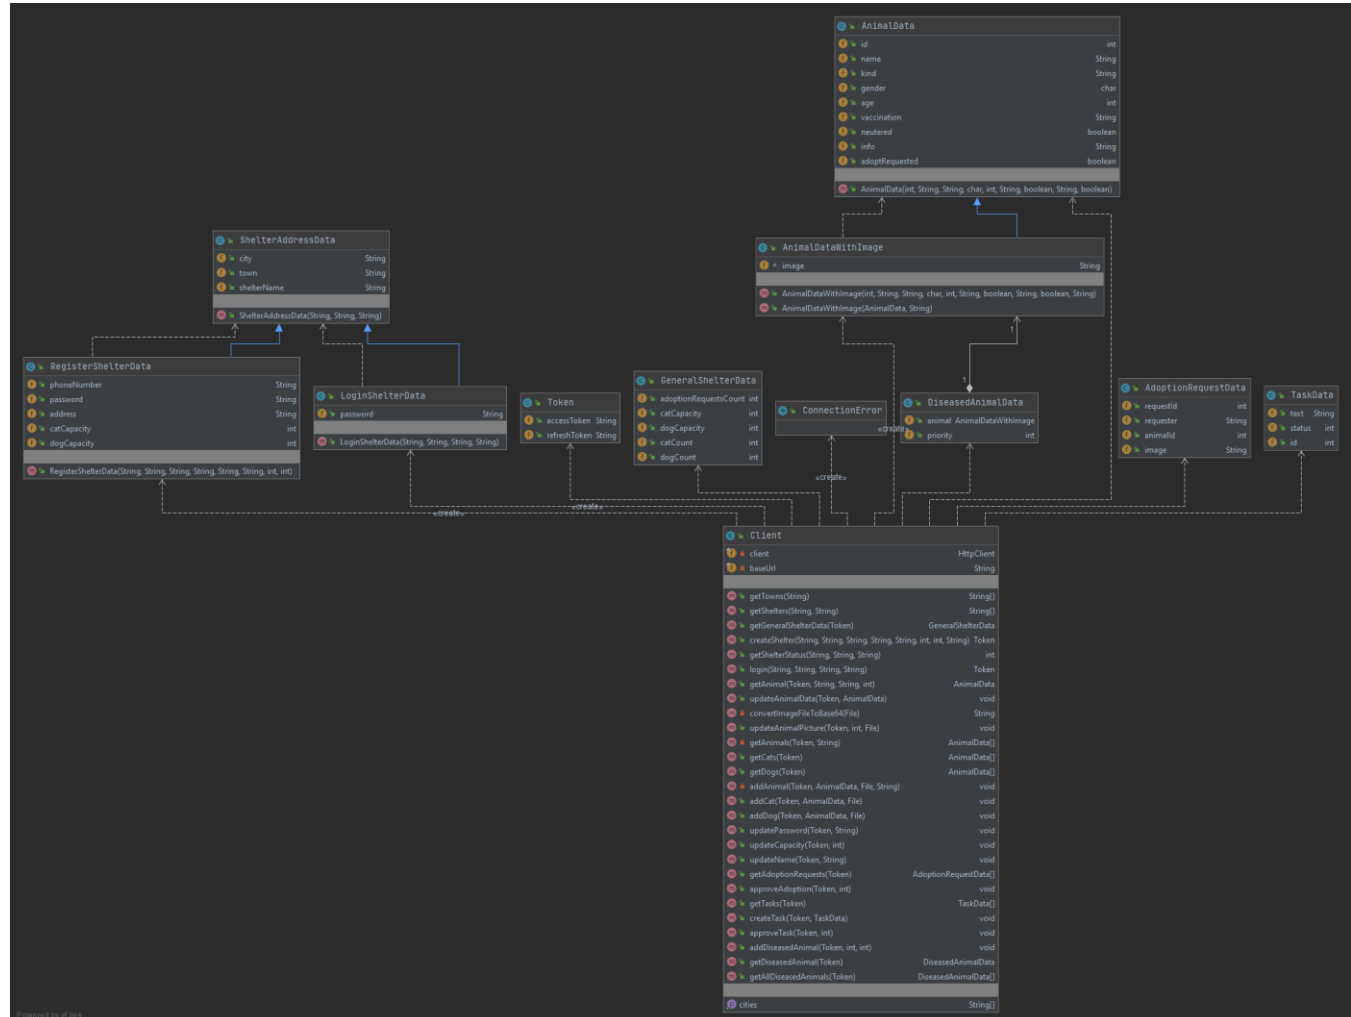 AnimalData
id int
name String
kind String
gender char
age int
vaccination String
neutered boolean
info String
adoptRequested boolean
AnimalData(int, String, String, char, int, String, boolean, String, boolean)
ShelterAddressData
city String
town String
shelterName String
ShelterAddressData(String, String, String)
AnimalDataWithImage
image String
AnimalDataWithImage(int, String, String, char, int, String, boolean, String, boolean, String)
AnimalDataWithImage(AnimalData, String)
1
1
RegisterShelterData
phoneNumber String
password String
address String
catCapacity int
dogCapacity int
RegisterShelterData(String, String, String, String, String, String, int, int)
LoginShelterData
password String
LoginShelterData(String, String, String, String)
Token
accessToken String
refreshToken String
GeneralShelterData
adoptionRequestsCount int
catCapacity int
dogCapacity int
catCount int
dogCount int
ConnectionError
DiseasedAnimalData
animal AnimalDataWithImage
priority int
AdoptionRequestData
requestId int
requester String
animalId int
image String
TaskData
text String
status int
id int
«create»
«create»
«create»
«create»
Client
client HttpClient
baseUrl String
getTowns(String) String[]
getShelters(String, String) String[]
getGeneralShelterData(Token) GeneralShelterData
createShelter(String, String, String, String, String, int, int, String) Token
getShelterStatus(String, String, String) int
login(String, String, String, String) Token
getAnimal(Token, String, String, int) AnimalData
updateAnimalData(Token, AnimalData) void
convertImageFileToBase64(File) String
updateAnimalPicture(Token, int, File) void
getAnimals(Token, String) AnimalData[]
getCats(Token) AnimalData[]
getDogs(Token) AnimalData[]
addAnimal(Token, AnimalData, File, String) void
addCat(Token, AnimalData, File) void
addDog(Token, AnimalData, File) void
updatePassword(Token, String) void
updateCapacity(Token, int) void
updateName(Token, String) void
getAdoptionRequests(Token) AdoptionRequestData[]
approveAdoption(Token, int) void
getTasks(Token) TaskData[]
createTask(Token, TaskData) void
approveTask(Token, int) void
addDiseasedAnimal(Token, int, int) void
getDiseasedAnimal(Token) DiseasedAnimalData
getAllDiseasedAnimals(Token) DiseasedAnimalData[]
cities String[]
Powered by yFiles